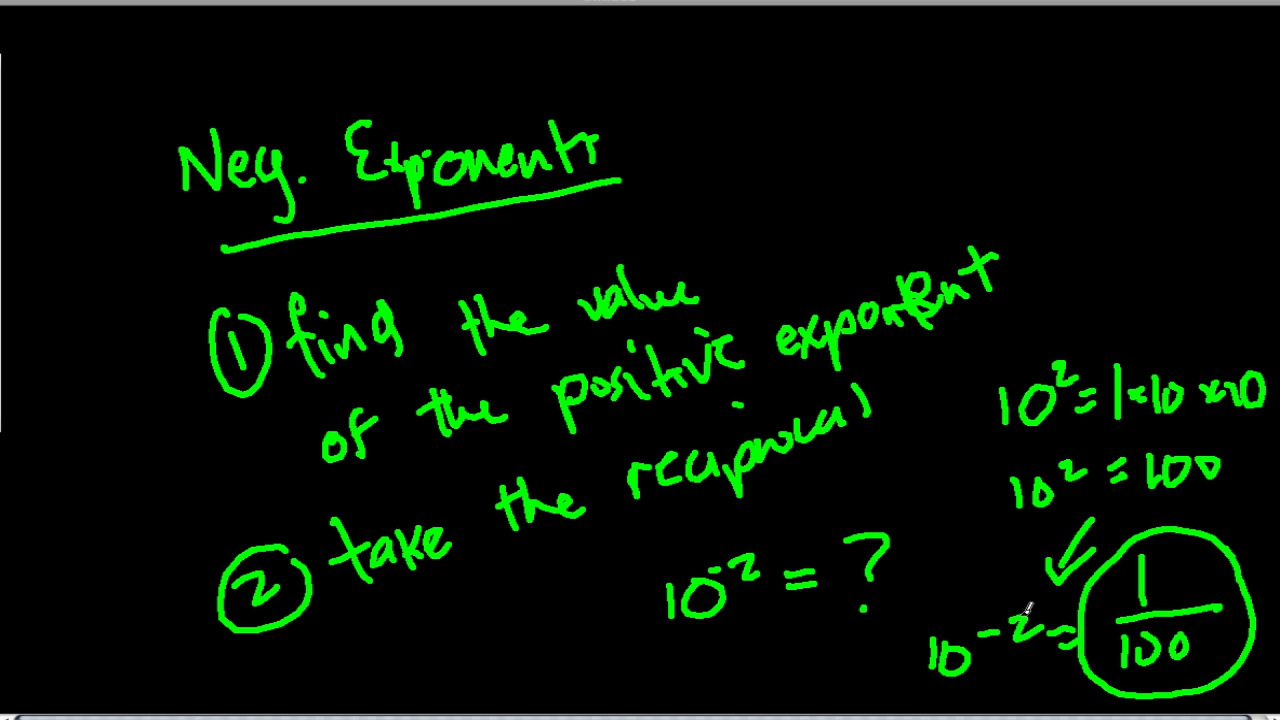 Neg. Exponents
① find the value
of the positive exponent
② take the reciprocal
10² = 1×10×10
10² = 100
10⁻² = ?
10⁻² = 1/100